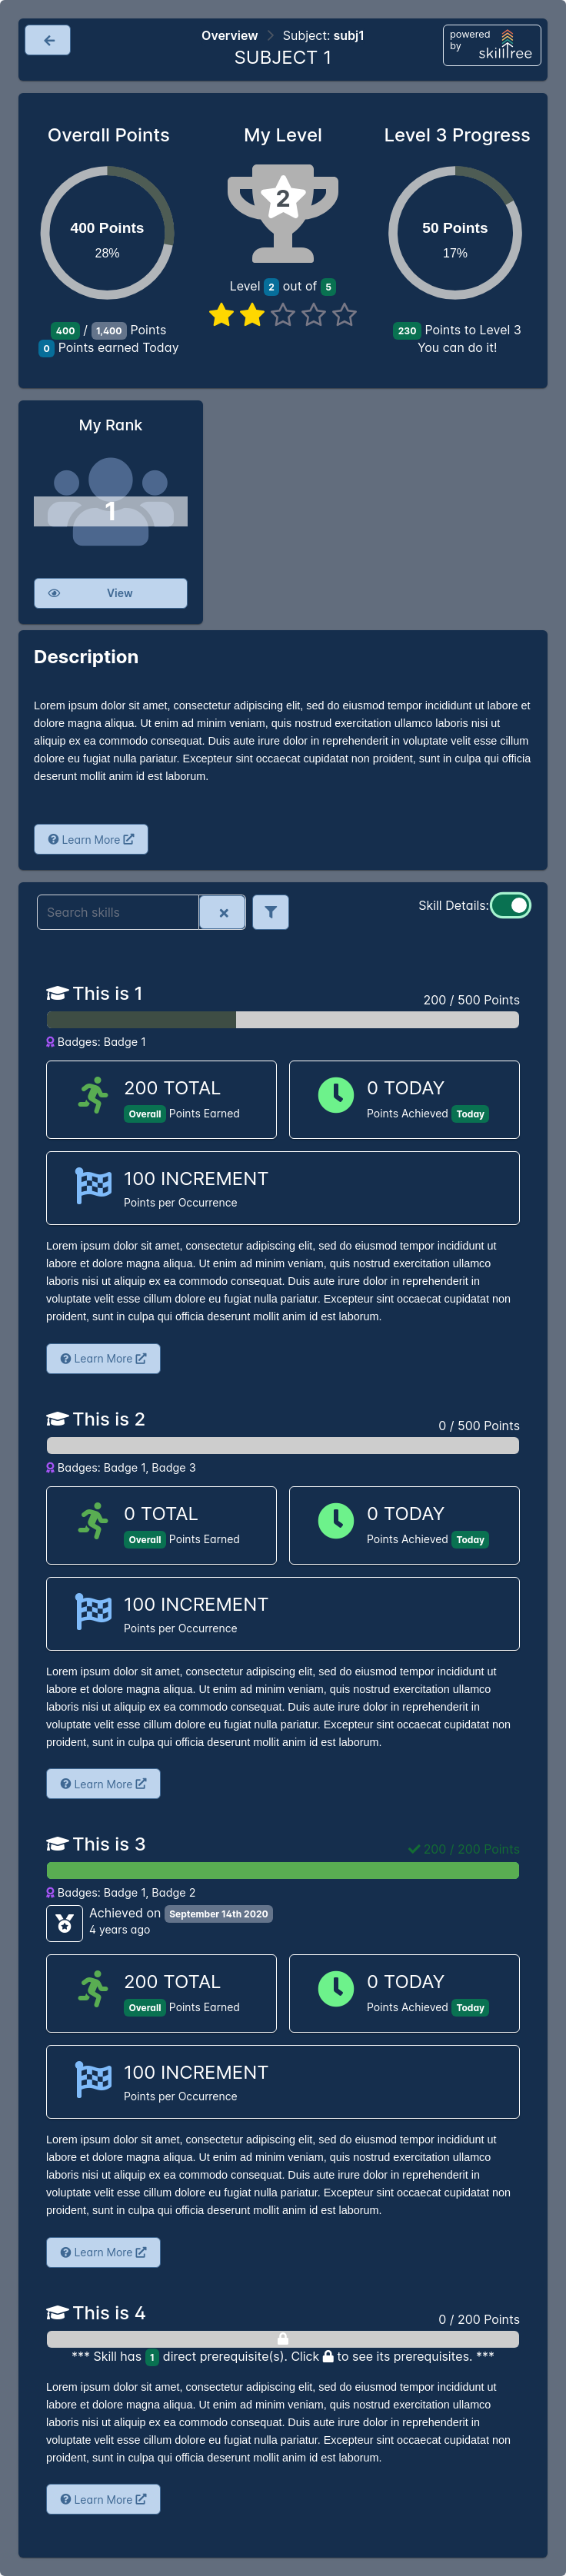 Overview > Subject: subj1
SUBJECT 1
powered
by
skilltree
Overall Points
400 Points
28%
400 / 1,400 Points
0 Points earned Today
My Level
2
Level 2 out of 5
Level 3 Progress
50 Points
17%
230 Points to Level 3
You can do it!
My Rank
1
View
Description
Lorem ipsum dolor sit amet, consectetur adipiscing elit, sed do eiusmod tempor incididunt ut labore et
dolore magna aliqua. Ut enim ad minim veniam, quis nostrud exercitation ullamco laboris nisi ut
aliquip ex ea commodo consequat. Duis aute irure dolor in reprehenderit in voluptate velit esse cillum
dolore eu fugiat nulla pariatur. Excepteur sint occaecat cupidatat non proident, sunt in culpa qui officia
deserunt mollit anim id est laborum.
Learn More
Search skills
Skill Details:
This is 1
200 / 500 Points
Badges: Badge 1
200 TOTAL
Overall Points Earned
0 TODAY
Points Achieved Today
100 INCREMENT
Points per Occurrence
Lorem ipsum dolor sit amet, consectetur adipiscing elit, sed do eiusmod tempor incididunt ut
labore et dolore magna aliqua. Ut enim ad minim veniam, quis nostrud exercitation ullamco
laboris nisi ut aliquip ex ea commodo consequat. Duis aute irure dolor in reprehenderit in
voluptate velit esse cillum dolore eu fugiat nulla pariatur. Excepteur sint occaecat cupidatat non
proident, sunt in culpa qui officia deserunt mollit anim id est laborum.
Learn More
This is 2
0 / 500 Points
Badges: Badge 1, Badge 3
0 TOTAL
Overall Points Earned
0 TODAY
Points Achieved Today
100 INCREMENT
Points per Occurrence
Lorem ipsum dolor sit amet, consectetur adipiscing elit, sed do eiusmod tempor incididunt ut
labore et dolore magna aliqua. Ut enim ad minim veniam, quis nostrud exercitation ullamco
laboris nisi ut aliquip ex ea commodo consequat. Duis aute irure dolor in reprehenderit in
voluptate velit esse cillum dolore eu fugiat nulla pariatur. Excepteur sint occaecat cupidatat non
proident, sunt in culpa qui officia deserunt mollit anim id est laborum.
Learn More
This is 3
200 / 200 Points
Badges: Badge 1, Badge 2
Achieved on September 14th 2020
4 years ago
200 TOTAL
Overall Points Earned
0 TODAY
Points Achieved Today
100 INCREMENT
Points per Occurrence
Lorem ipsum dolor sit amet, consectetur adipiscing elit, sed do eiusmod tempor incididunt ut
labore et dolore magna aliqua. Ut enim ad minim veniam, quis nostrud exercitation ullamco
laboris nisi ut aliquip ex ea commodo consequat. Duis aute irure dolor in reprehenderit in
voluptate velit esse cillum dolore eu fugiat nulla pariatur. Excepteur sint occaecat cupidatat non
proident, sunt in culpa qui officia deserunt mollit anim id est laborum.
Learn More
This is 4
0 / 200 Points
*** Skill has 1 direct prerequisite(s). Click to see its prerequisites. ***
Lorem ipsum dolor sit amet, consectetur adipiscing elit, sed do eiusmod tempor incididunt ut
labore et dolore magna aliqua. Ut enim ad minim veniam, quis nostrud exercitation ullamco
laboris nisi ut aliquip ex ea commodo consequat. Duis aute irure dolor in reprehenderit in
voluptate velit esse cillum dolore eu fugiat nulla pariatur. Excepteur sint occaecat cupidatat non
proident, sunt in culpa qui officia deserunt mollit anim id est laborum.
Learn More